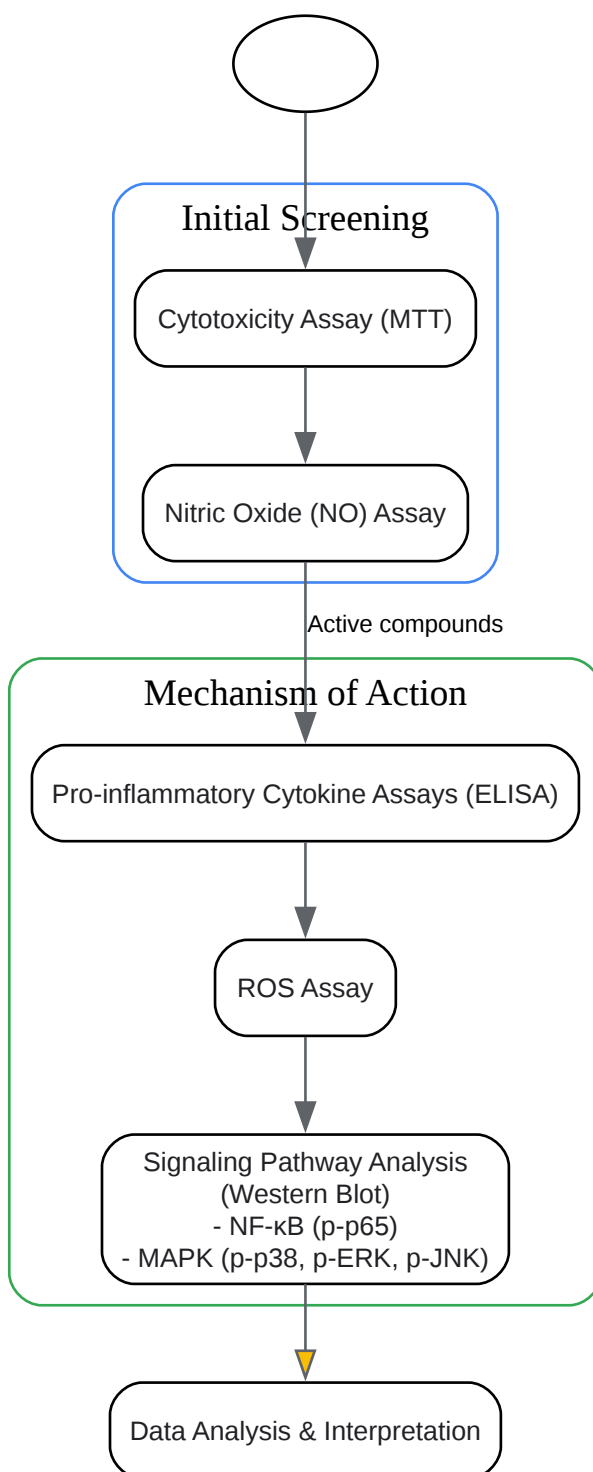 Initial Screening
Cytotoxicity Assay (MTT)
Nitric Oxide (NO) Assay
Active compounds
Mechanism of Action
Pro-inflammatory Cytokine Assays (ELISA)
ROS Assay
Signaling Pathway Analysis
(Western Blot)
- NF-κB (p-p65)
- MAPK (p-p38, p-ERK, p-JNK)
Data Analysis & Interpretation